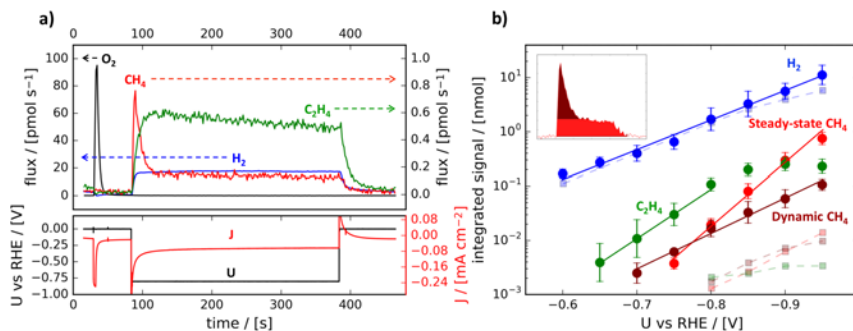 a)
0 100 200 300 400
100
80
60
40
20
0
flux / [pmol s⁻¹]
O₂
CH₄
C₂H₄
H₂
1.0
0.8
0.6
0.4
0.2
0.0
flux / [pmol s⁻¹]
0.00
−0.25
−0.50
−0.75
−1.00
U vs RHE / [V]
J
U
0.08
0.00
−0.08
−0.16
−0.24
J / [mA cm⁻²]
0 100 200 300 400
time / [s]
b)
10¹
10⁰
10⁻¹
10⁻²
10⁻³
integrated signal / [nmol]
H₂
Steady-state CH₄
C₂H₄
Dynamic CH₄
−0.6 −0.7 −0.8 −0.9
U vs RHE / [V]